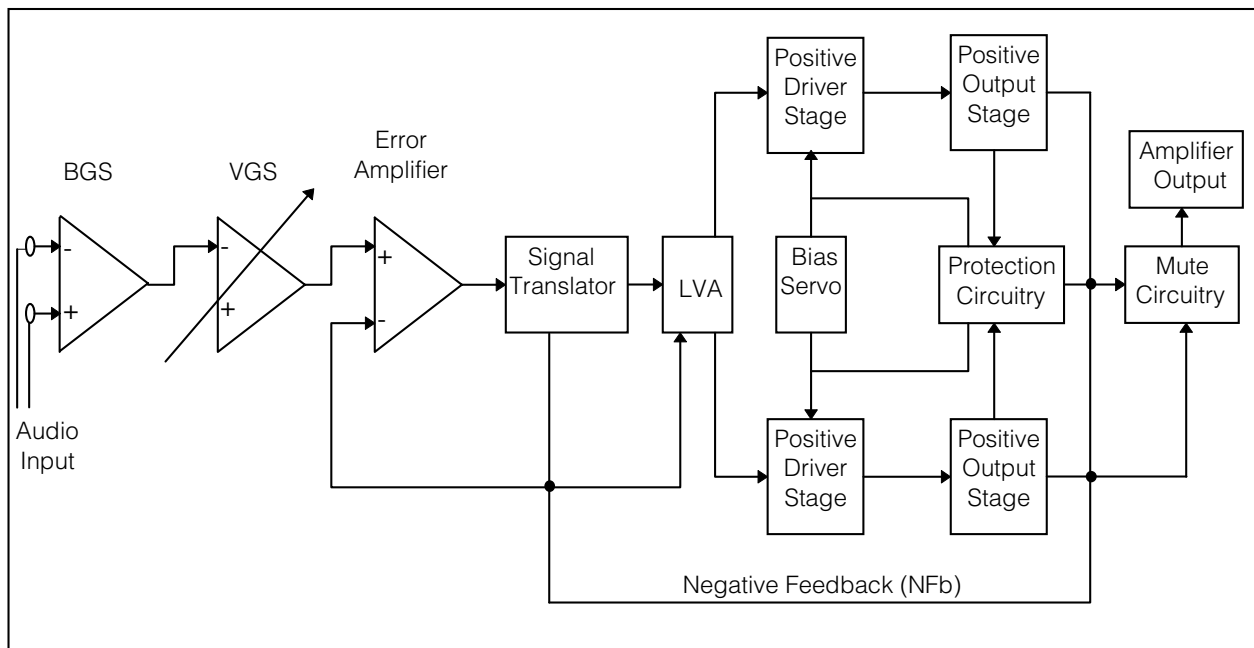 BGS
VGS
Error
Amplifier
-
+
-
+
+
-
Audio
Input
Signal
Translator
LVA
Positive
Driver
Stage
Positive
Output
Stage
Bias
Servo
Protection
Circuitry
Positive
Driver
Stage
Positive
Output
Stage
Amplifier
Output
Mute
Circuitry
Negative Feedback (NFb)